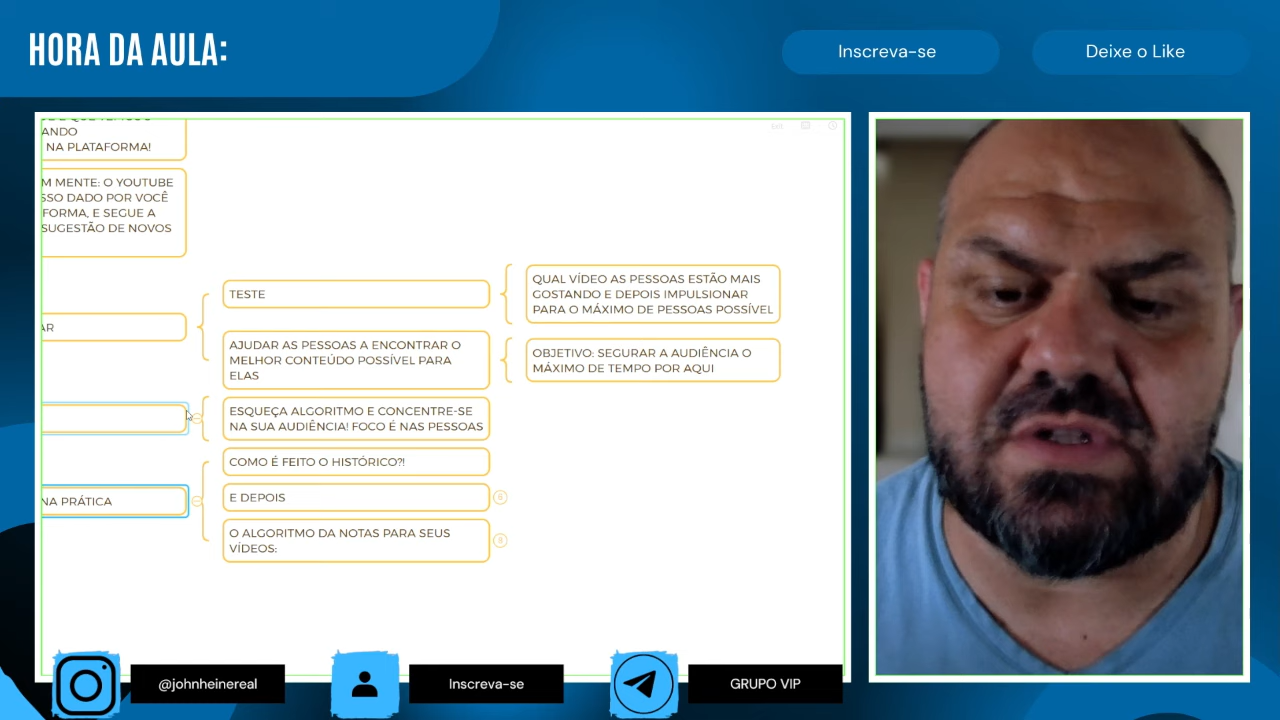 HORA DA AULA:
Inscreva-se
Deixe o Like
Exit
ANDO
NA PLATAFORMA!
M MENTE: O YOUTUBE
SSO DADO POR VOCÊ
FORMA, E SEGUE A
SUGESTÃO DE NOVOS
AR
NA PRÁTICA
TESTE
AJUDAR AS PESSOAS A ENCONTRAR O
MELHOR CONTEÚDO POSSÍVEL PARA
ELAS
ESQUEÇA ALGORITMO E CONCENTRE-SE
NA SUA AUDIÊNCIA! FOCO É NAS PESSOAS
COMO É FEITO O HISTÓRICO?!
E DEPOIS
O ALGORITMO DA NOTAS PARA SEUS
VÍDEOS:
QUAL VÍDEO AS PESSOAS ESTÃO MAIS
GOSTANDO E DEPOIS IMPULSIONAR
PARA O MÁXIMO DE PESSOAS POSSÍVEL
OBJETIVO: SEGURAR A AUDIÊNCIA O
MÁXIMO DE TEMPO POR AQUI
@johnheinereal
Inscreva-se
GRUPO VIP